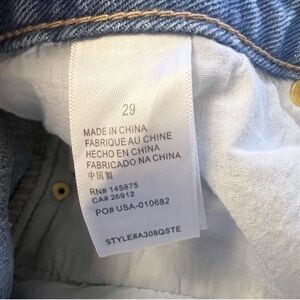 29
MADE IN CHINA
FABRIQUE AU CHINE
HECHO EN CHINA
FABRICADO NA CHINA
中国製
RN# 145875
CA# 26912
PO# USA-010682
STYLE#A308QSTE